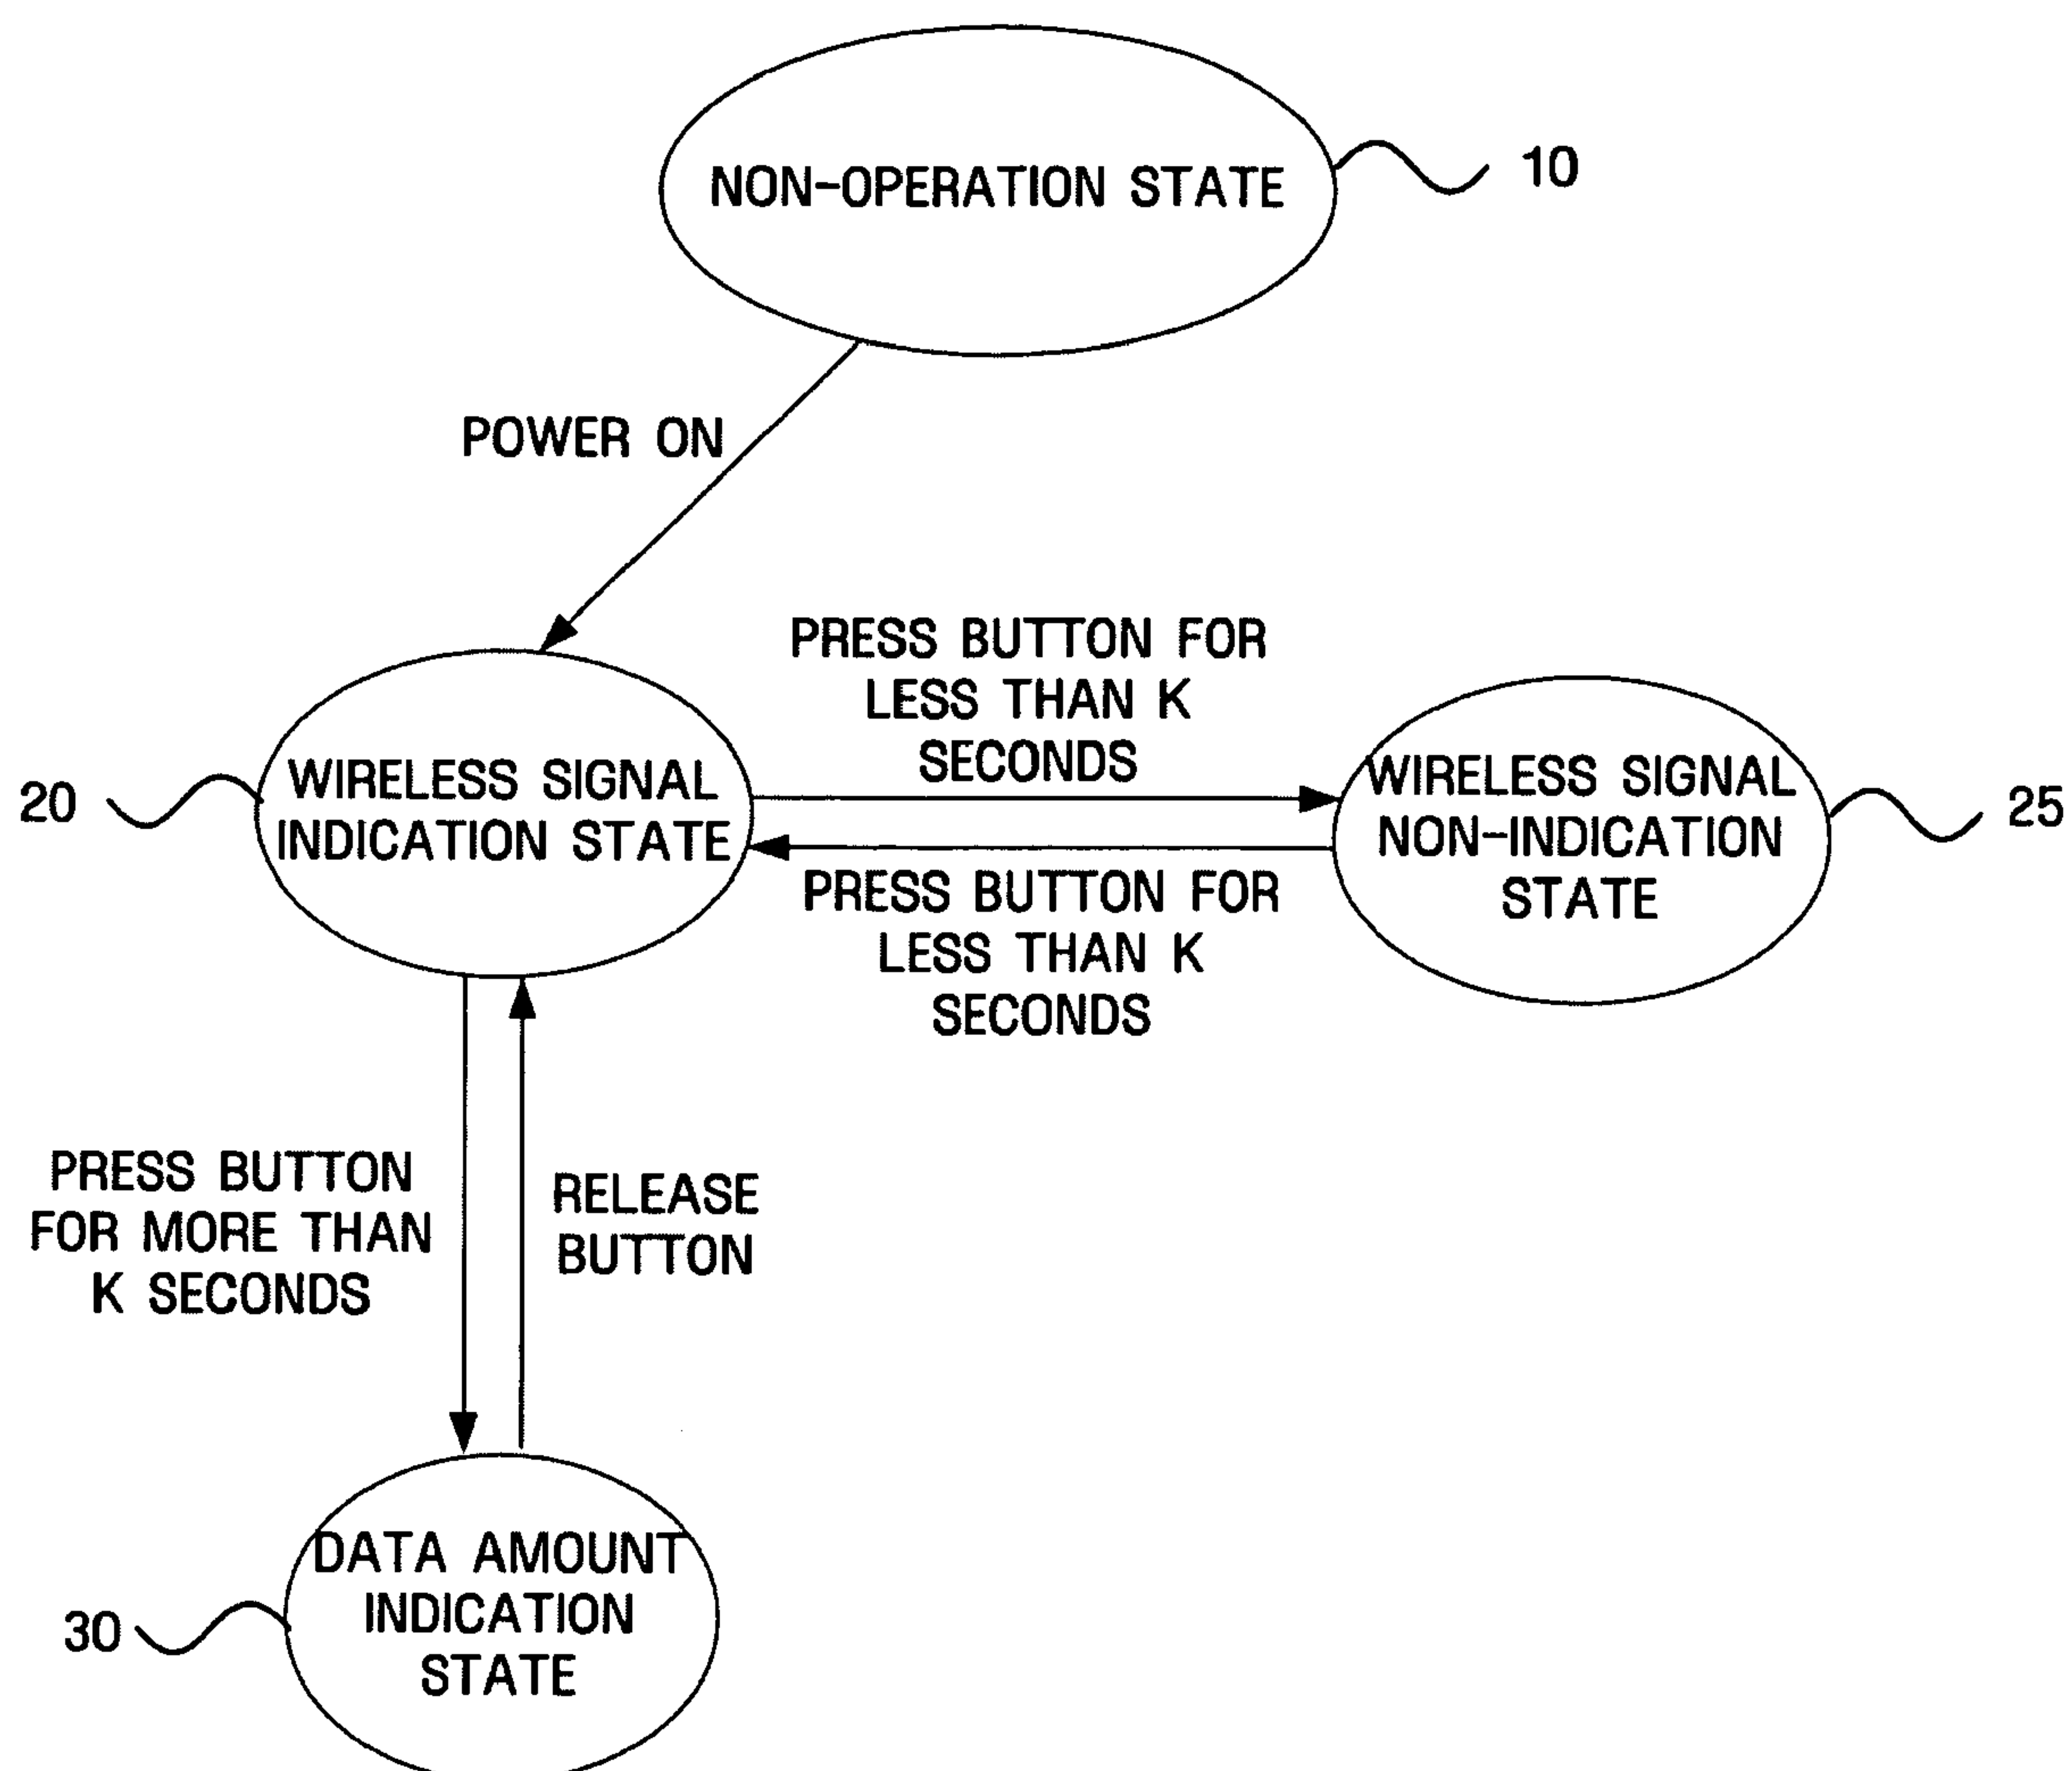 NON-OPERATION STATE
10
POWER ON
PRESS BUTTON FOR
LESS THAN K
SECONDS
20
WIRELESS SIGNAL
INDICATION STATE
WIRELESS SIGNAL
NON-INDICATION
STATE
25
PRESS BUTTON FOR
LESS THAN K
SECONDS
PRESS BUTTON
FOR MORE THAN
K SECONDS
RELEASE
BUTTON
30
DATA AMOUNT
INDICATION
STATE